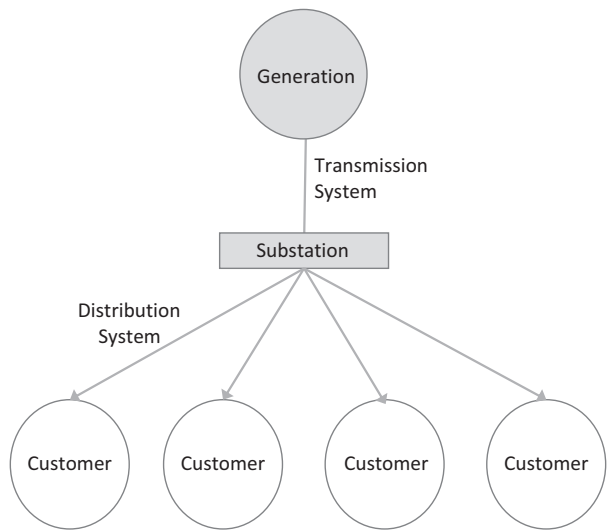 Generation
Transmission
System
Substation
Distribution
System
Customer
Customer
Customer
Customer